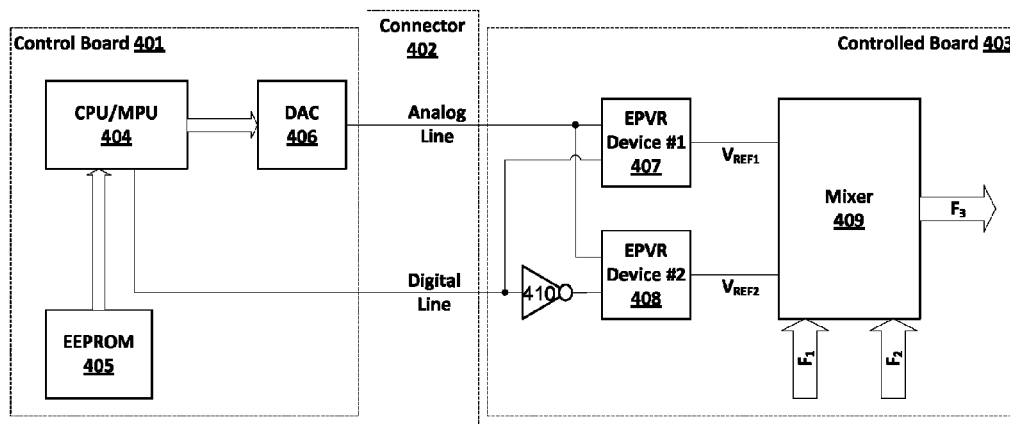 Control Board 401
Connector
402
Controlled Board 403
CPU/MPU
404
DAC
406
Analog
Line
EPVR
Device #1
407
VREF1
Mixer
409
F3
EPVR
Device #2
408
VREF2
Digital
Line
410
EEPROM
405
F1
F2